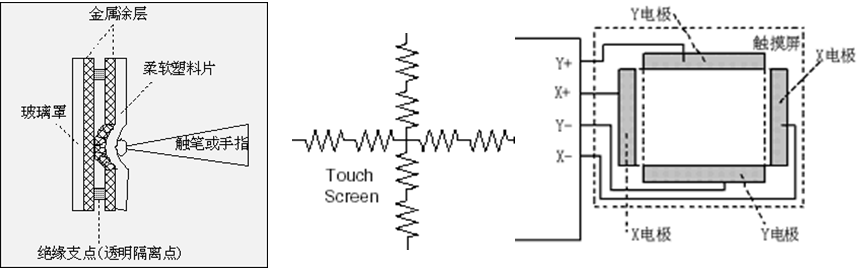 金属涂层
柔软塑料片
玻璃罩
触笔或手指
绝缘支点(透明隔离点)
Touch
Screen
Y电极
触摸屏
X电极
Y+
X+
Y-
X-
X电极
Y电极